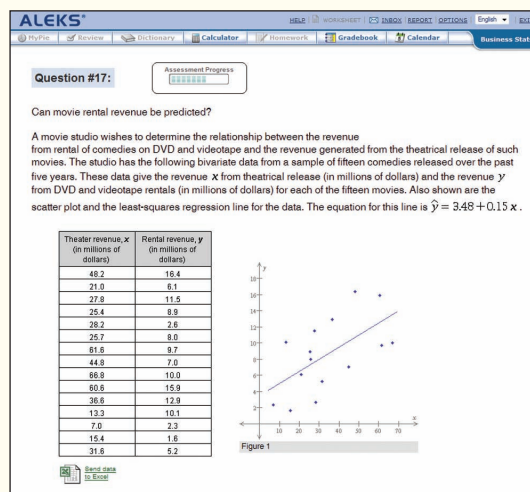 ALEKS®
HELP | WORKSHEET | INBOX | REPORT | OPTIONS | English
MyPie Review Dictionary Calculator Homework Gradebook Calendar Business Stat
Question #17:
Assessment Progress
Can movie rental revenue be predicted?
A movie studio wishes to determine the relationship between the revenue
from rental of comedies on DVD and videotape and the revenue generated from the theatrical release of such
movies. The studio has the following bivariate data from a sample of fifteen comedies released over the past
five years. These data give the revenue x from theatrical release (in millions of dollars) and the revenue y
from DVD and videotape rentals (in millions of dollars) for each of the fifteen movies. Also shown are the
scatter plot and the least-squares regression line for the data. The equation for this line is ŷ = 3.48 + 0.15 x .
Theater revenue, x (in millions of dollars) Rental revenue, y (in millions of dollars)
48.2 16.4
21.0 6.1
27.8 11.5
25.4 8.9
28.2 2.6
25.7 8.0
61.6 9.7
44.8 7.0
66.8 10.0
60.6 15.9
36.6 12.9
13.3 10.1
7.0 2.3
15.4 1.6
31.6 5.2
Send data
to Excel
y
18
16
14
12
10
8
6
4
2
x
10 20 30 40 50 60 70
Figure 1